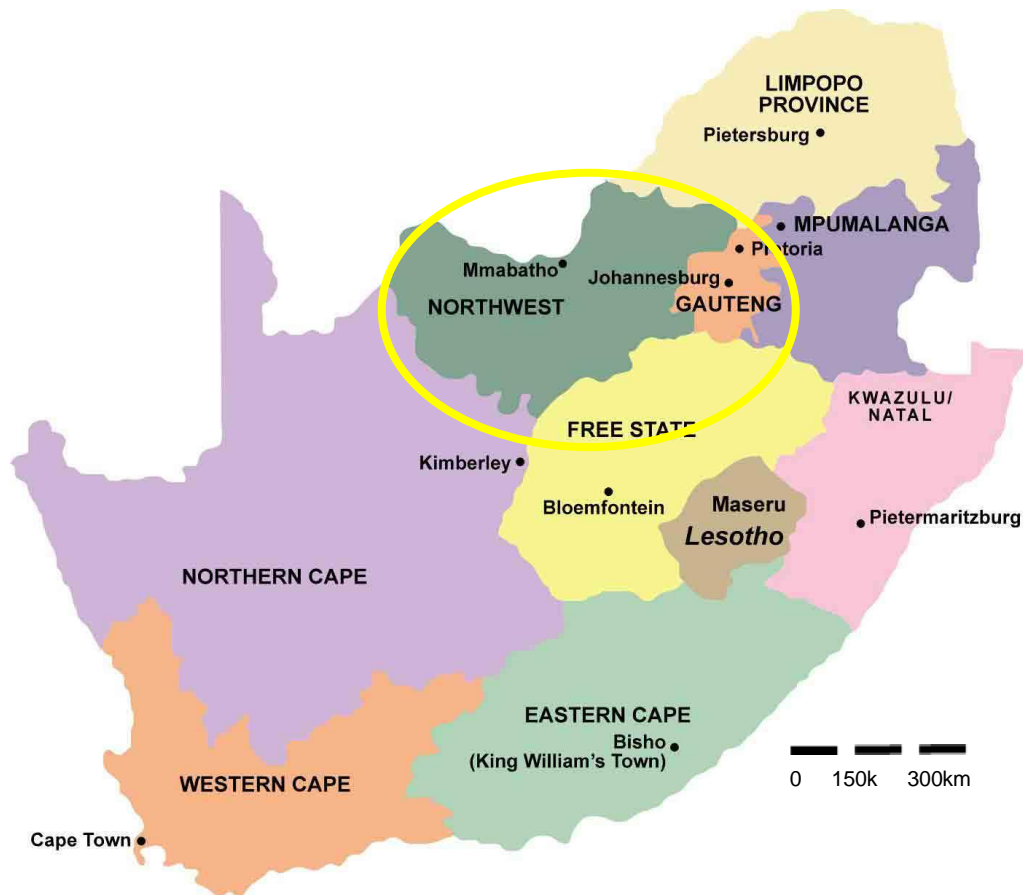 LIMPOPO
PROVINCE
Pietersburg
MPUMALANGA
Pretoria
Mmabatho
Johannesburg
NORTHWEST
GAUTENG
KWAZULU/
NATAL
FREE STATE
Kimberley
Bloemfontein
Maseru
Lesotho
Pietermaritzburg
NORTHERN CAPE
EASTERN CAPE
Bisho
(King William's Town)
WESTERN CAPE
0 150k 300km
Cape Town